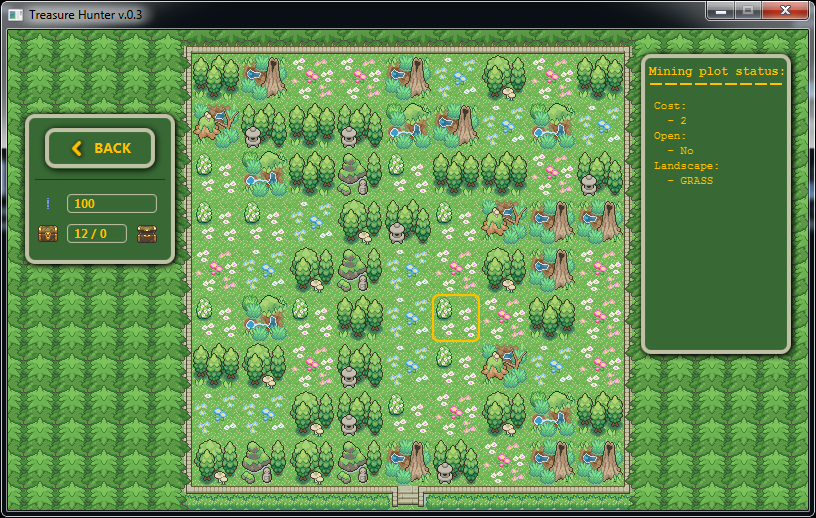 Treasure Hunter v.0.3
BACK
100
12 / 0
Mining plot status:
Cost:
- 2
Open:
- No
Landscape:
- GRASS